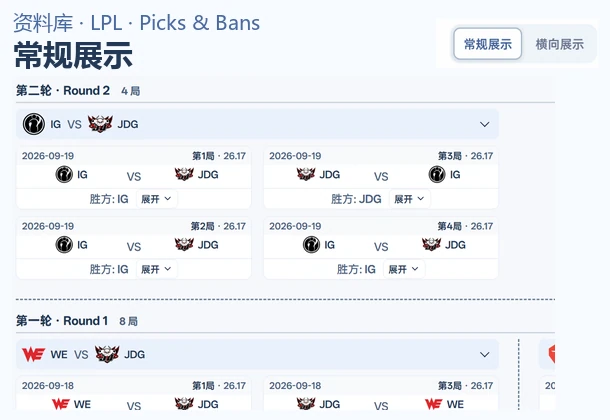 资料库 · LPL · Picks & Bans
常规展示
常规展示 横向展示
第二轮 · Round 2 4 局
IG VS JDG
2026-09-19 第1局 · 26.17
IG VS JDG
胜方: IG 展开
2026-09-19 第3局 · 26.17
JDG VS IG
胜方: JDG 展开
2026-09-19 第2局 · 26.17
IG VS JDG
胜方: IG 展开
2026-09-19 第4局 · 26.17
IG VS JDG
胜方: IG 展开
第一轮 · Round 1 8 局
WE VS JDG
2026-09-18 第1局 · 26.17
WE VS JDG
2026-09-18 第3局 · 26.17
JDG VS WE